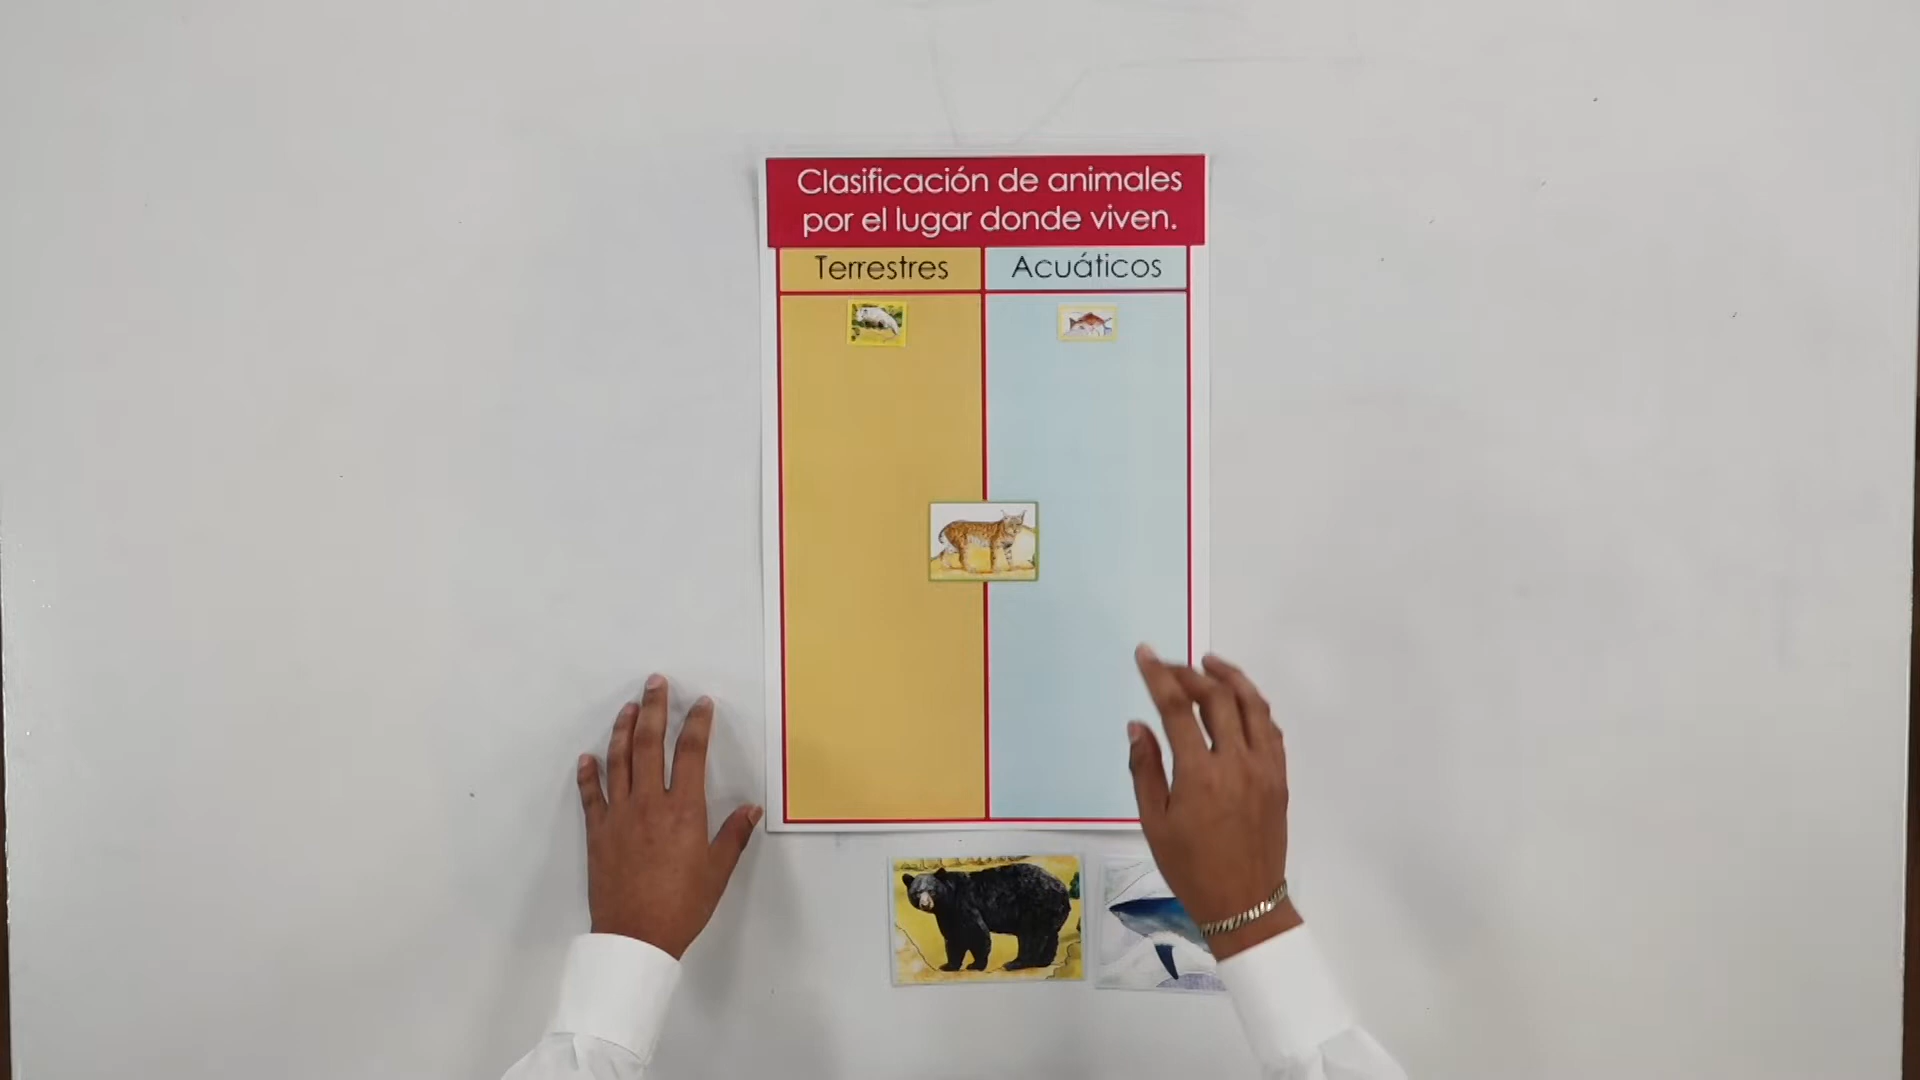 Clasificación de animales
por el lugar donde viven.
Terrestres
Acuáticos